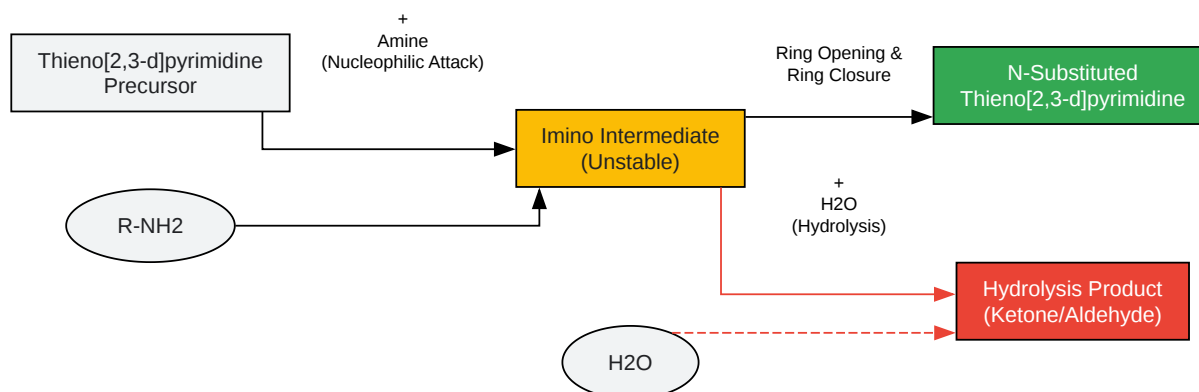 Thieno[2,3-d]pyrimidine
Precursor
+
Amine
(Nucleophilic Attack)
Ring Opening &
Ring Closure
N-Substituted
Thieno[2,3-d]pyrimidine
Imino Intermediate
(Unstable)
R-NH2
+
H2O
(Hydrolysis)
Hydrolysis Product
(Ketone/Aldehyde)
H2O